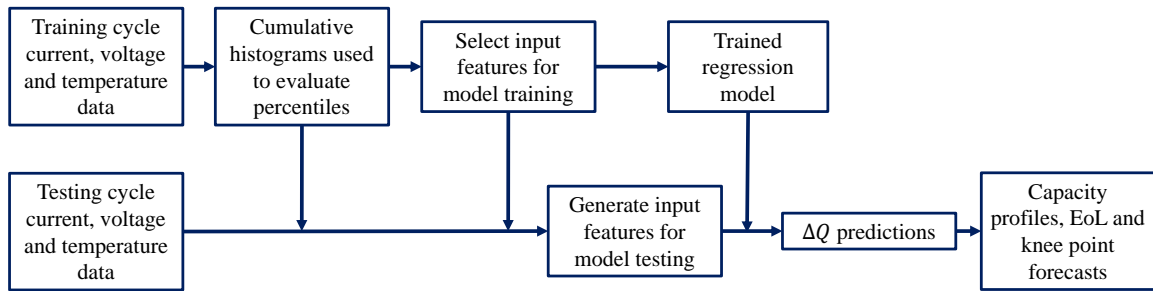 Training cycle
current, voltage
and temperature
data
Cumulative
histograms used
to evaluate
percentiles
Select input
features for
model training
Trained
regression
model
Testing cycle
current, voltage
and temperature
data
Generate input
features for
model testing
Δ𝑄 predictions
Capacity
profiles, EoL and
knee point
forecasts